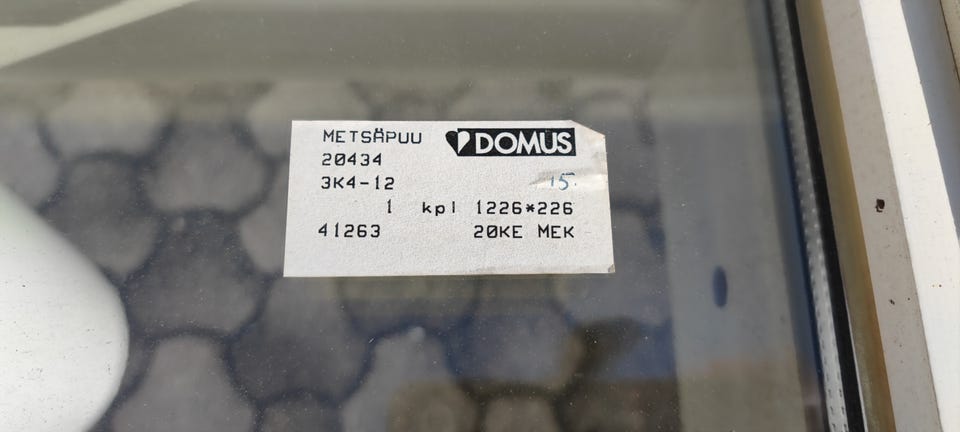 METSÄPUU DOMUS
20434
3K4-12 15
1 kpl 1226*226
41263 20KE MEK